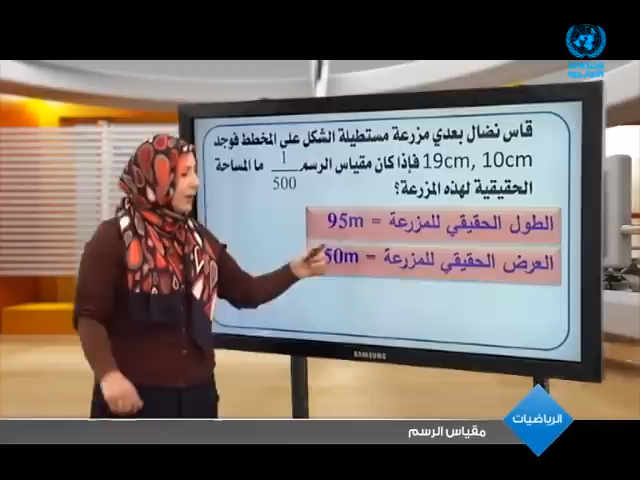 قاس نضال بعدي مزرعة مستطيلة الشكل على المخطط فوجد
19cm, 10cm فإذا كان مقياس الرسم 1/500 ما المساحة
الحقيقية لهذه المزرعة؟
الطول الحقيقي للمزرعة = 95m
العرض الحقيقي للمزرعة = 50m
SAMSUNG
الرياضيات
مقياس الرسم